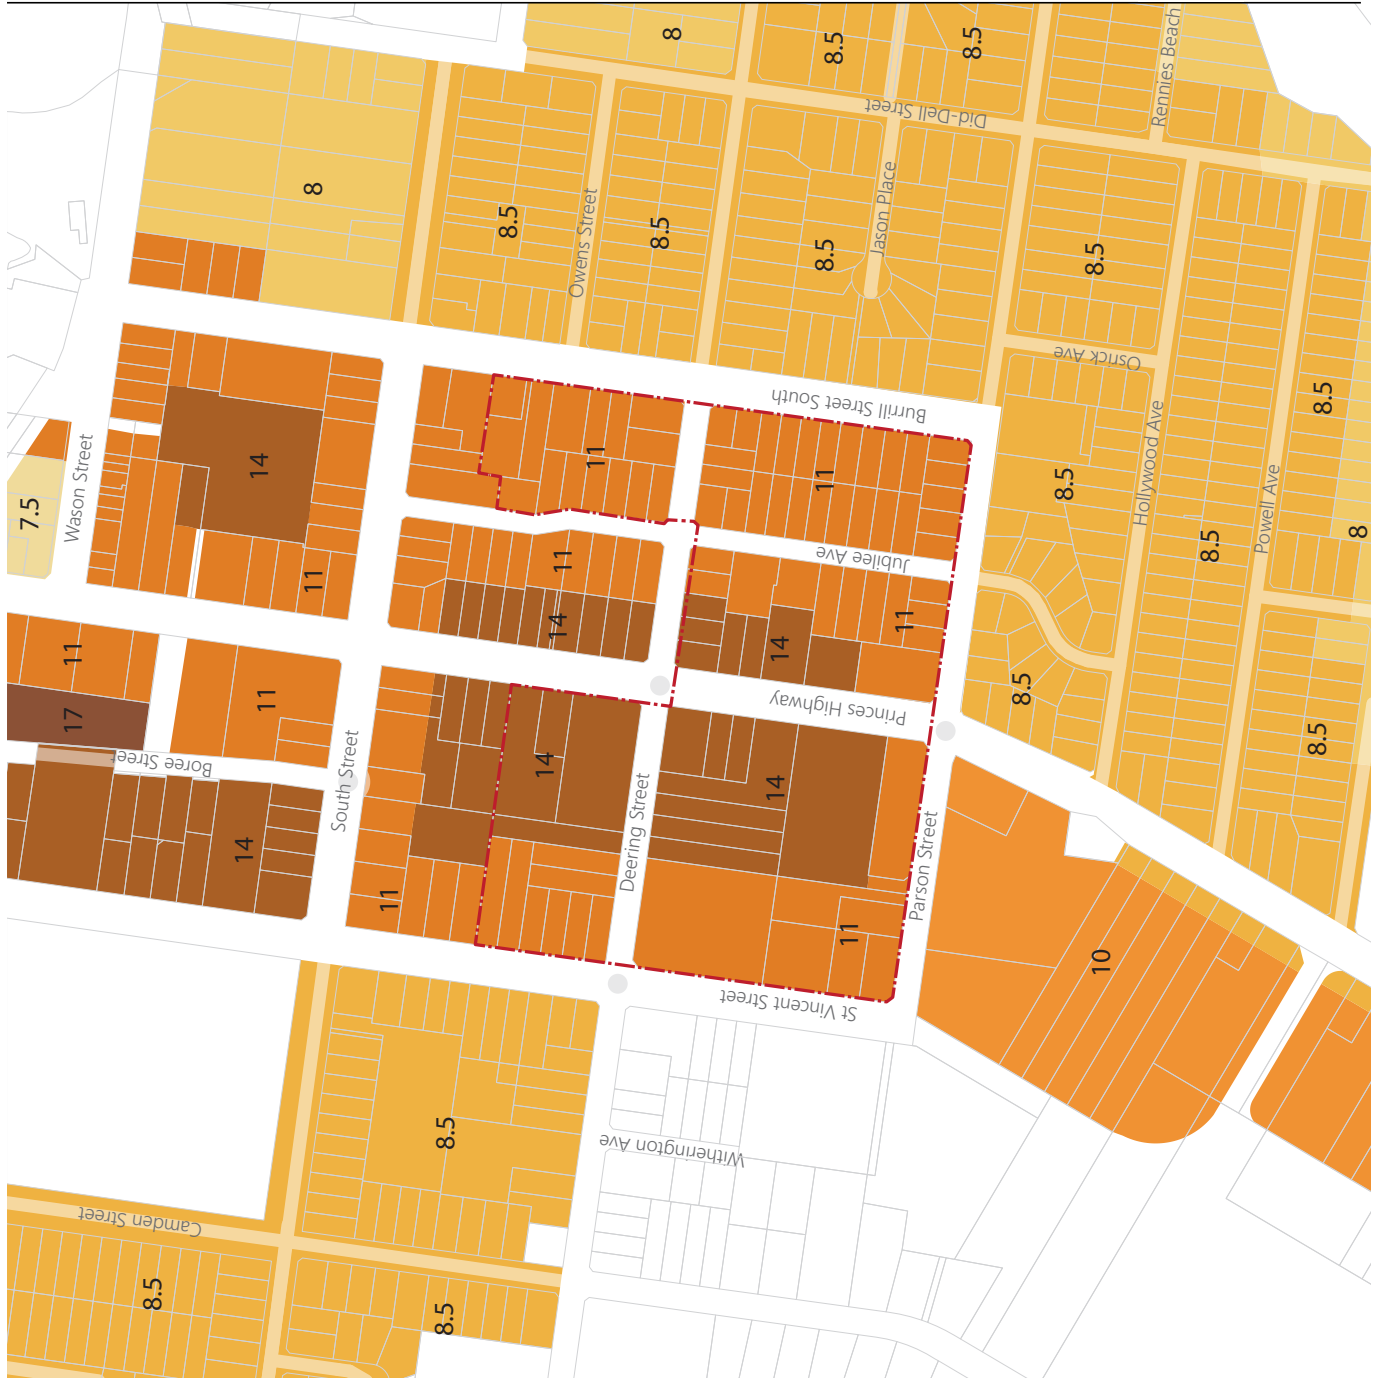 8
8.5
8.5
Rennies Beach
Did-Dell Street
8
8.5
Owens Street
8.5
8.5
Jason Place
8.5
Osrick Ave
8.5
Burrill Street South
7.5
Wason Street
14
11
11
8.5
Hollywood Ave
8.5
Powell Ave
8
11
11
Jubilee Ave
11
14
14
11
11
17
11
Boree Street
South Street
14
Princes Highway
8.5
8.5
14
14
11
Deering Street
Parson Street
11
10
St Vincent Street
8.5
Witherington Ave
Camden Street
8.5
8.5